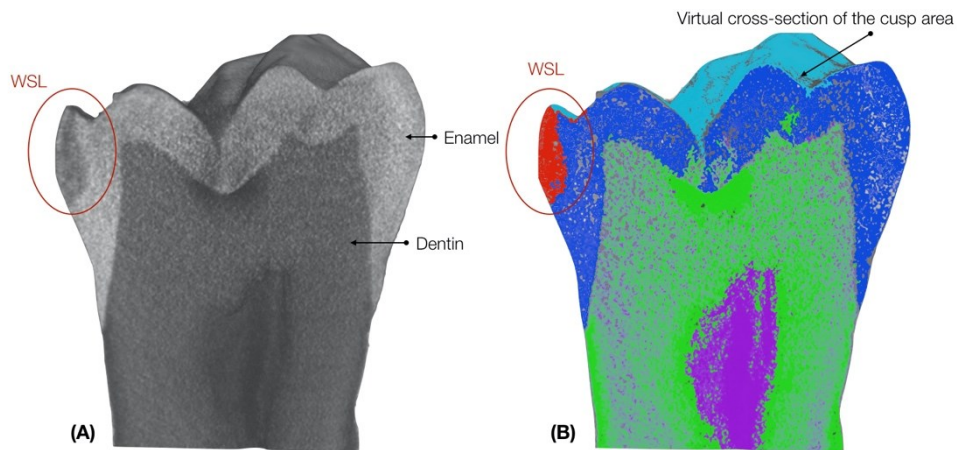 Virtual cross-section of the cusp area
WSL
WSL
Enamel
Dentin
(A)
(B)